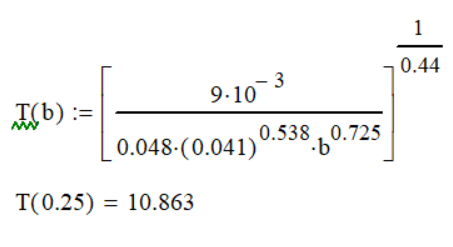 T(b) := [ 9·10^-3 / 0.048·(0.041)^0.538·b^0.725 ]^1/0.44
T(0.25) = 10.863